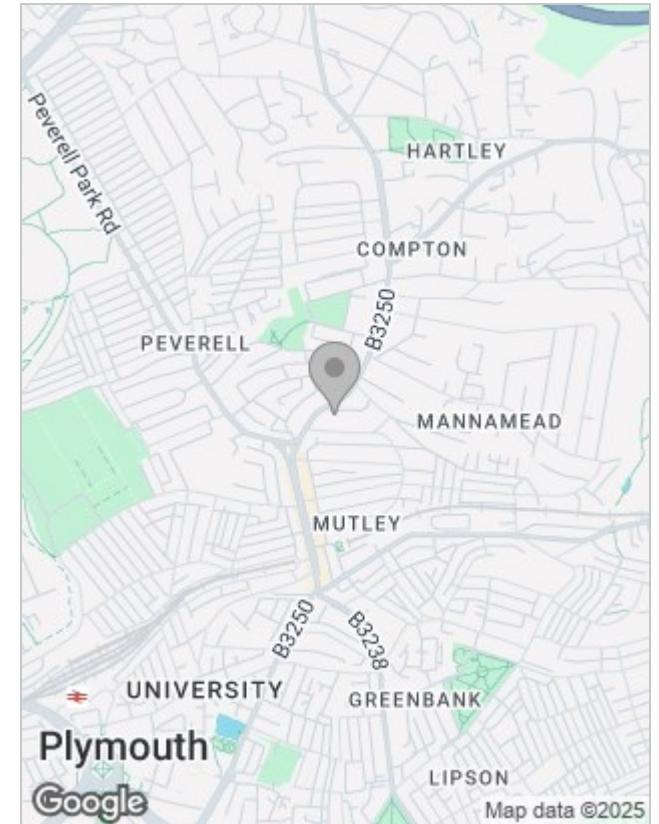 Peverell Park Rd
HARTLEY
COMPTON
B3250
PEVERELL
MANNAMEAD
MUTLEY
B3250
B3238
UNIVERSITY
GREENBANK
Plymouth
LIPSON
Google
Map data ©2025